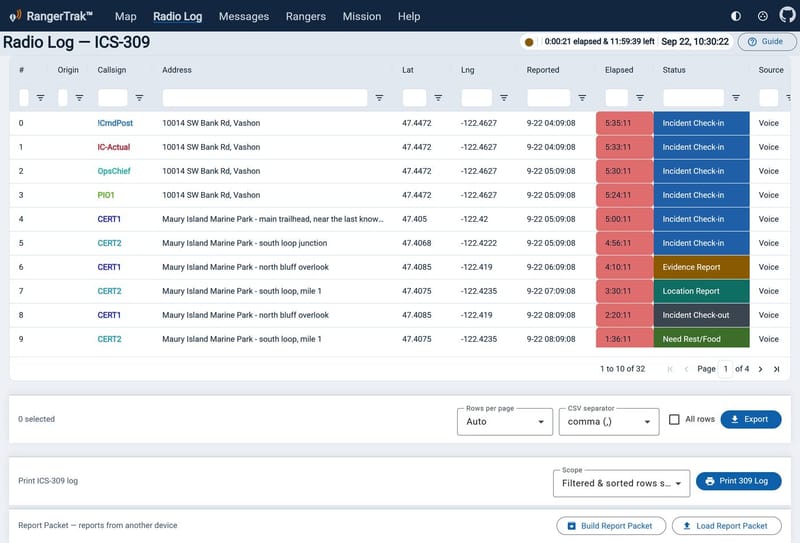 RangerTrak™ Map Radio Log Messages Rangers Mission Help
Radio Log — ICS-309 0:00:21 elapsed & 11:59:39 left Sep 22, 10:30:22 Guide
# Origin Callsign Address Lat Lng Reported Elapsed Status Source
0 !CmdPost 10014 SW Bank Rd, Vashon 47.4472 -122.4627 9-22 04:09:08 5:35:11 Incident Check-in Voice
1 IC-Actual 10014 SW Bank Rd, Vashon 47.4472 -122.4627 9-22 04:09:08 5:33:11 Incident Check-in Voice
2 OpsChief 10014 SW Bank Rd, Vashon 47.4472 -122.4627 9-22 05:09:08 5:30:11 Incident Check-in Voice
3 PIO1 10014 SW Bank Rd, Vashon 47.4472 -122.4627 9-22 05:09:08 5:24:11 Incident Check-in Voice
4 CERT1 Maury Island Marine Park - main trailhead, near the last know... 47.405 -122.42 9-22 05:09:08 5:00:11 Incident Check-in Voice
5 CERT2 Maury Island Marine Park - south loop junction 47.4068 -122.4222 9-22 05:09:08 4:56:11 Incident Check-in Voice
6 CERT1 Maury Island Marine Park - north bluff overlook 47.4085 -122.419 9-22 06:09:08 4:10:11 Evidence Report Voice
7 CERT2 Maury Island Marine Park - south loop, mile 1 47.4075 -122.4235 9-22 07:09:08 3:30:11 Location Report Voice
8 CERT1 Maury Island Marine Park - north bluff overlook 47.4085 -122.419 9-22 08:09:08 2:20:11 Incident Check-out Voice
9 CERT2 Maury Island Marine Park - south loop, mile 1 47.4075 -122.4235 9-22 08:09:08 1:36:11 Need Rest/Food Voice
1 to 10 of 32 Page 1 of 4
Rows per page CSV separator
0 selected Auto comma (,) All rows Export
Scope
Print ICS-309 log Filtered & sorted rows s... Print 309 Log
Report Packet — reports from another device Build Report Packet Load Report Packet